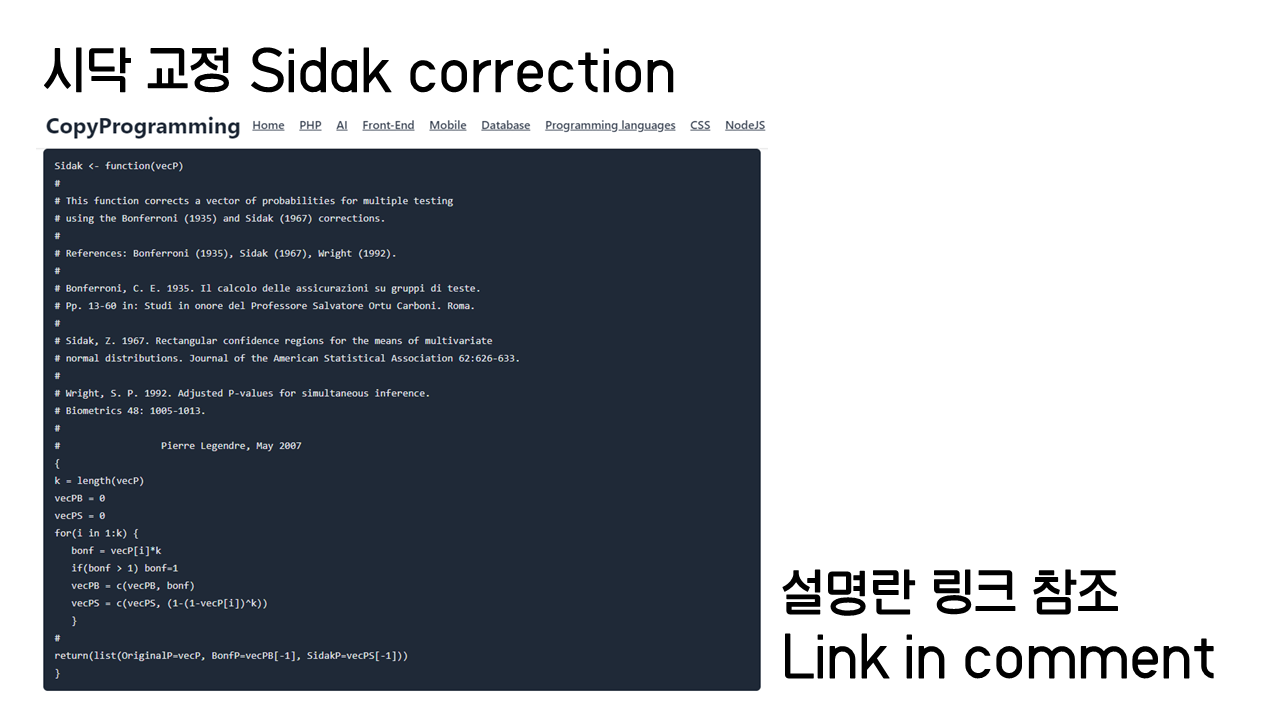 시닥 교정 Sidak correction
CopyProgramming Home PHP AI Front-End Mobile Database Programming languages CSS NodeJS
Sidak <- function(vecP)
#
# This function corrects a vector of probabilities for multiple testing
# using the Bonferroni (1935) and Sidak (1967) corrections.
#
# References: Bonferroni (1935), Sidak (1967), Wright (1992).
#
# Bonferroni, C. E. 1935. Il calcolo delle assicurazioni su gruppi di teste.
# Pp. 13-60 in: Studi in onore del Professore Salvatore Ortu Carboni. Roma.
#
# Sidak, Z. 1967. Rectangular confidence regions for the means of multivariate
# normal distributions. Journal of the American Statistical Association 62:626-633.
#
# Wright, S. P. 1992. Adjusted P-values for simultaneous inference.
# Biometrics 48: 1005-1013.
#
#                  Pierre Legendre, May 2007
{
k = length(vecP)
vecPB = 0
vecPS = 0
for(i in 1:k) {
   bonf = vecP[i]*k
   if(bonf > 1) bonf=1
   vecPB = c(vecPB, bonf)
   vecPS = c(vecPS, (1-(1-vecP[i])^k))
   }
#
return(list(OriginalP=vecP, BonfP=vecPB[-1], SidakP=vecPS[-1]))
}
설명란 링크 참조
Link in comment